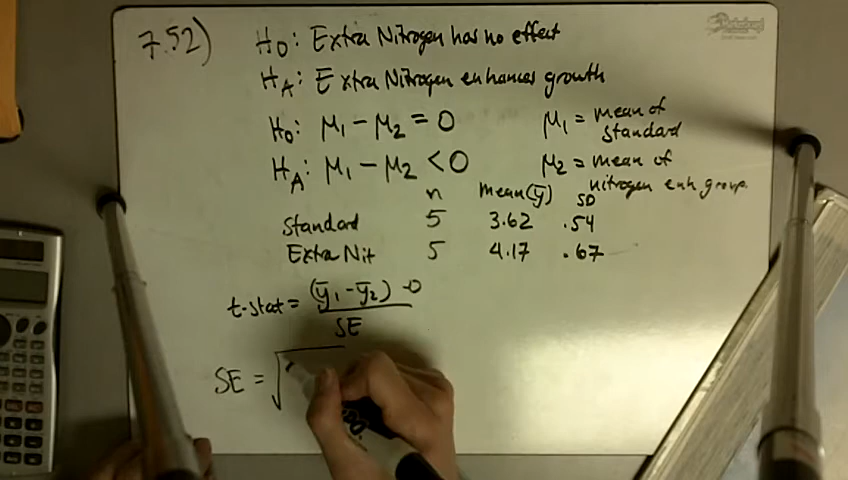 7.52)
H0: Extra Nitrogen has no effect
HA: Extra Nitrogen enhances growth
H0: μ1 - μ2 = 0
μ1 = mean of standard
HA: μ1 - μ2 < 0
μ2 = mean of nitrogen enh group.
n mean(ȳ) SD
Standard 5 3.62 .54
Extra Nit 5 4.17 .67
t-stat = (ȳ1 - ȳ2) - 0
SE
SE = √